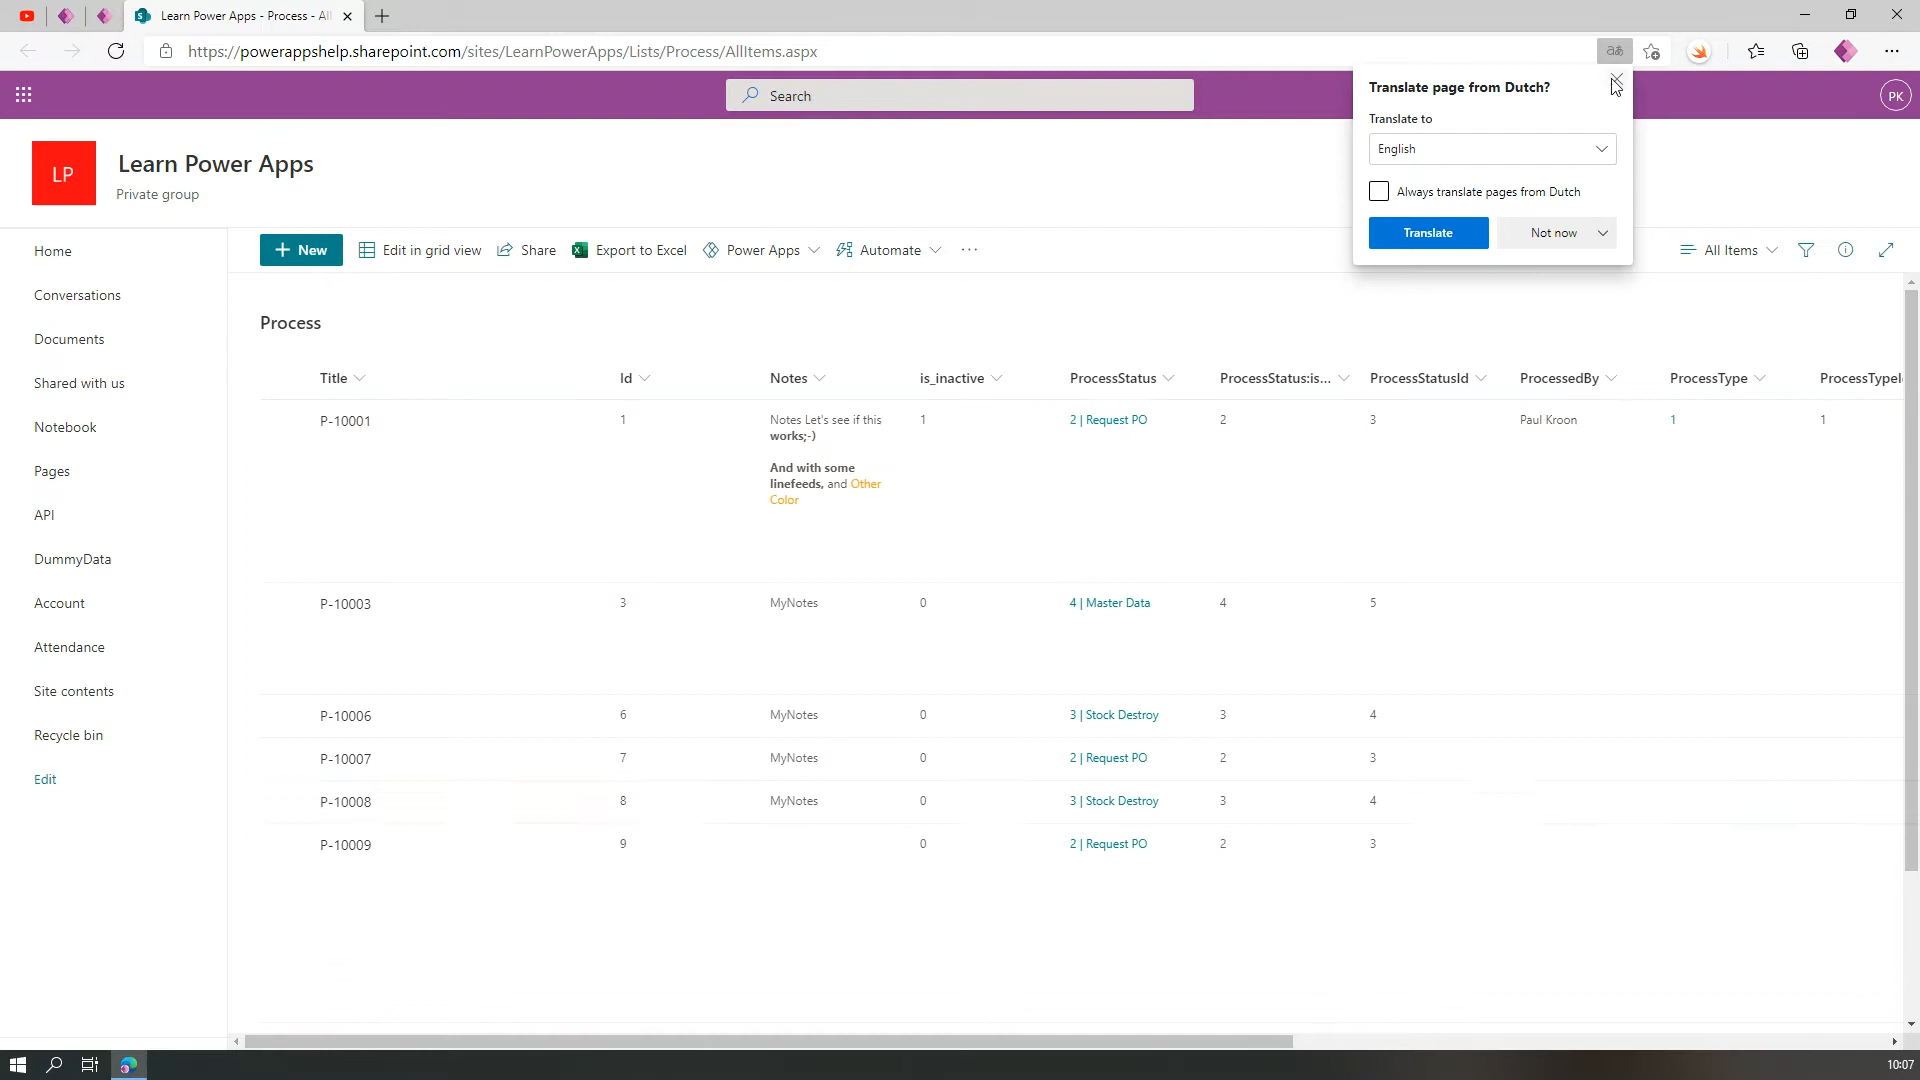 Learn Power Apps - Process - All
https://powerappshelp.sharepoint.com/sites/LearnPowerApps/Lists/Process/AllItems.aspx
Search
PK
Translate page from Dutch?
Translate to
English
Always translate pages from Dutch
Translate
Not now
LP
Learn Power Apps
Private group
New
Edit in grid view
Share
Export to Excel
Power Apps
Automate
All Items
Home
Conversations
Documents
Shared with us
Notebook
Pages
API
DummyData
Account
Attendance
Site contents
Recycle bin
Edit
Process
Title Id Notes is_inactive ProcessStatus ProcessStatus:is... ProcessStatusId ProcessedBy ProcessType ProcessTypeI
P-10001 1 Notes Let's see if this 1 2 | Request PO 2 3 Paul Kroon 1 1
works;-)
And with some
linefeeds, and Other
Color
P-10003 3 MyNotes 0 4 | Master Data 4 5
P-10006 6 MyNotes 0 3 | Stock Destroy 3 4
P-10007 7 MyNotes 0 2 | Request PO 2 3
P-10008 8 MyNotes 0 3 | Stock Destroy 3 4
P-10009 9 0 2 | Request PO 2 3
10:07